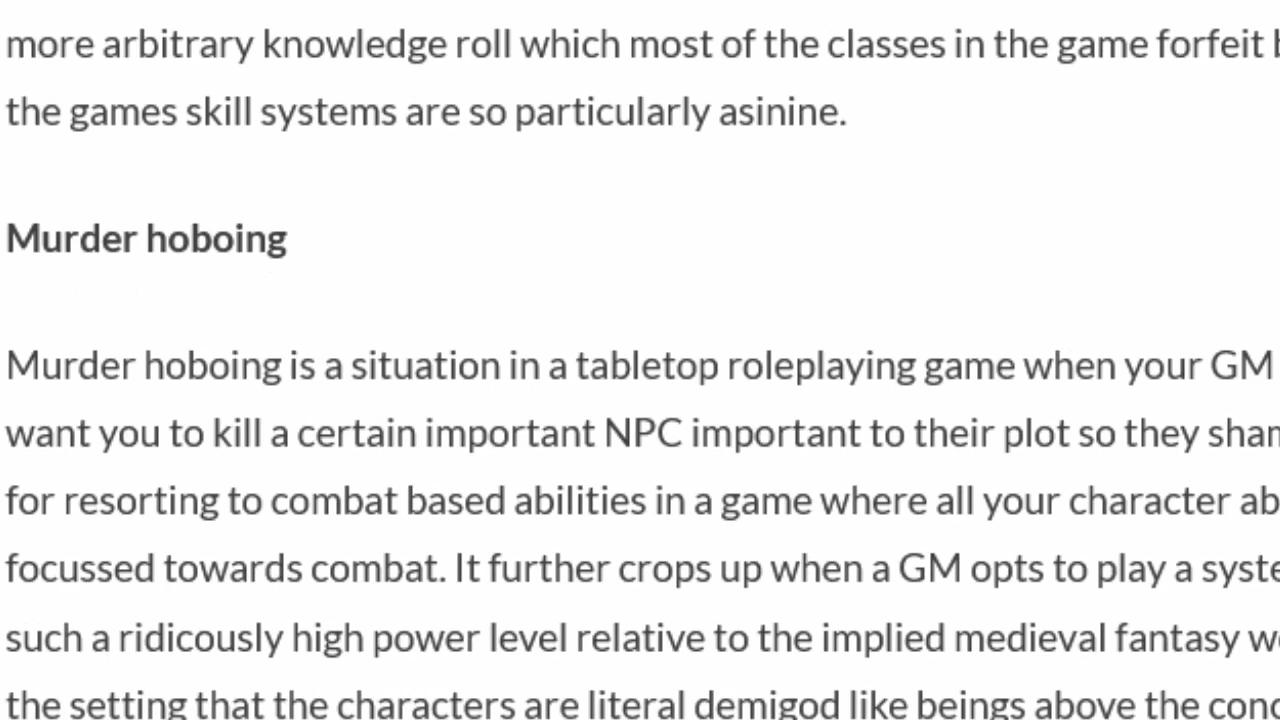 more arbitrary knowledge roll which most of the classes in the game forfeit
the games skill systems are so particularly asinine.
Murder hoboing
Murder hoboing is a situation in a tabletop roleplaying game when your GM
want you to kill a certain important NPC important to their plot so they
for resorting to combat based abilities in a game where all your character
focussed towards combat. It further crops up when a GM opts to play a
such a ridicously high power level relative to the implied medieval fantasy
the setting that the characters are literal demigod like beings above the